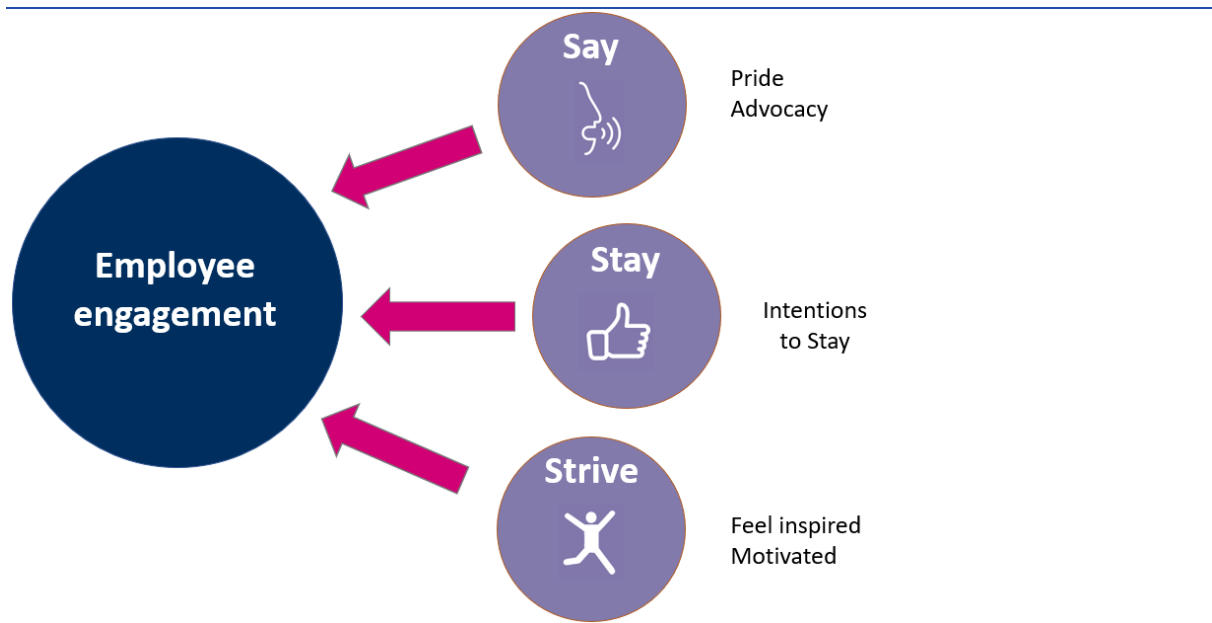 Say
Pride
Advocacy
Employee
engagement
Stay
Intentions
to Stay
Strive
Feel inspired
Motivated